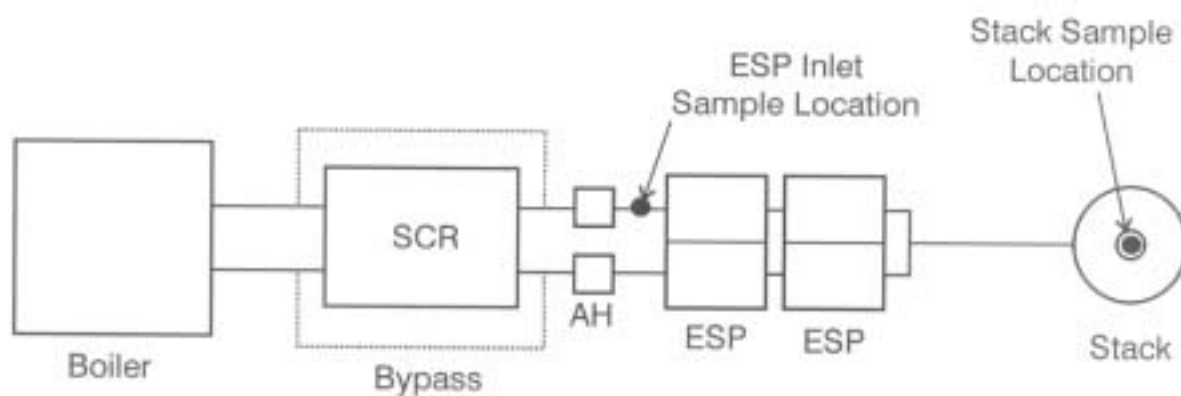 Stack Sample
Location
ESP Inlet
Sample Location
SCR
AH
ESP
ESP
Boiler
Bypass
Stack